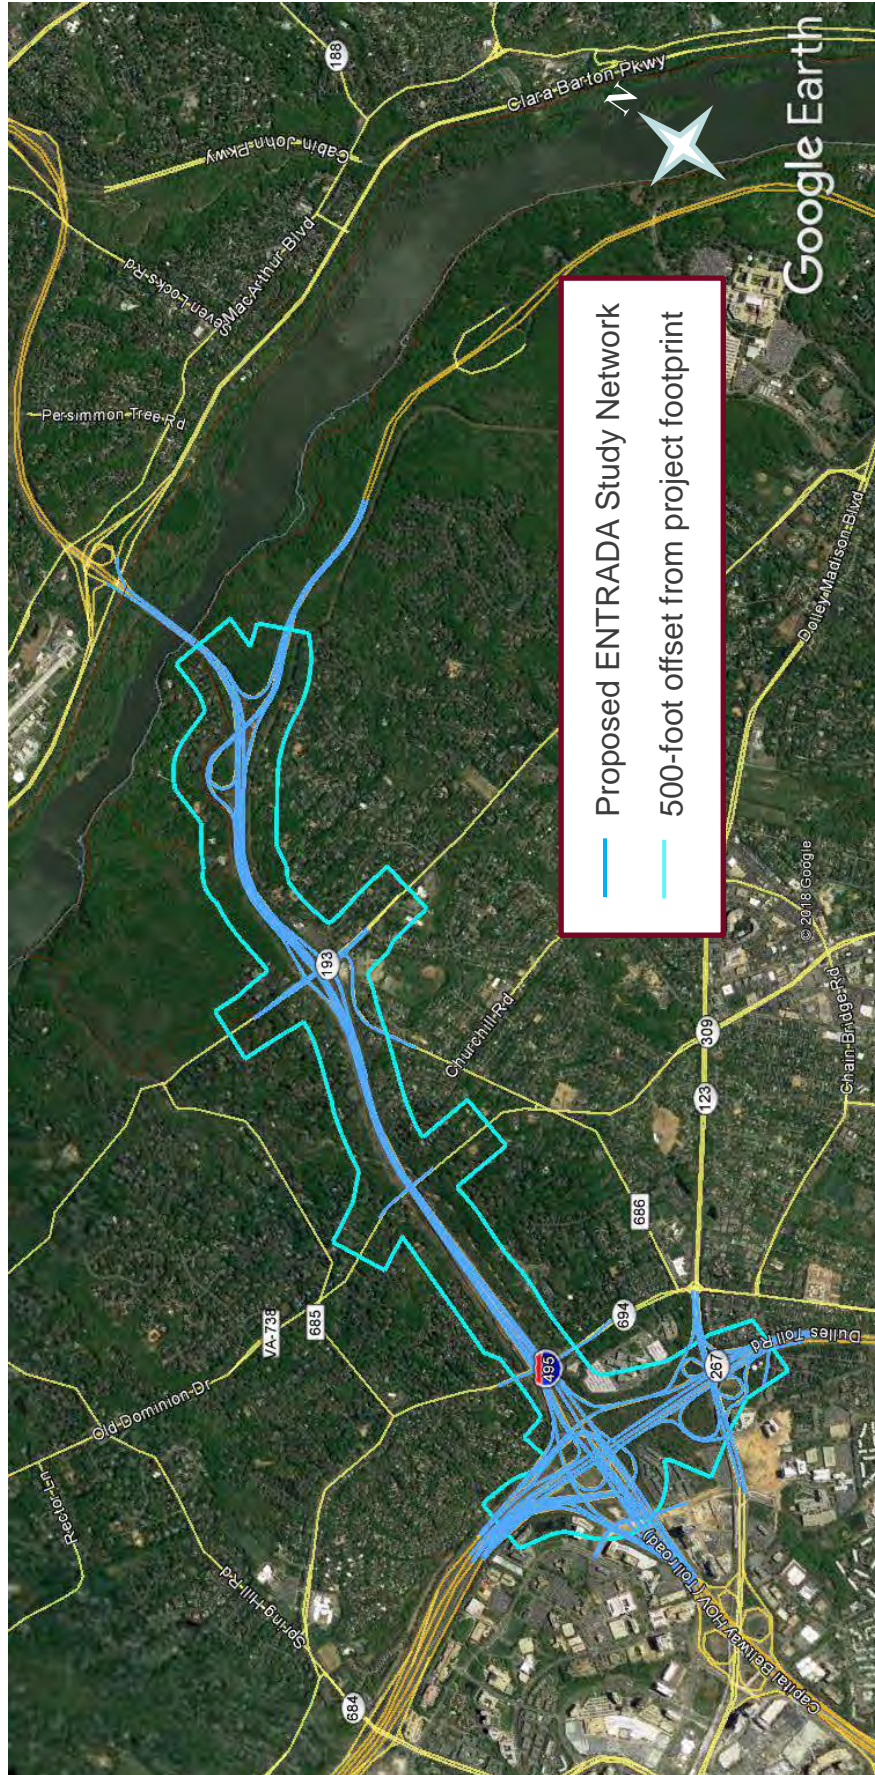 188
Clara Barton Pkwy
N
Cabin John Pkwy
Seven Locks Rd
MacArthur Blvd
Persimmon Tree Rd
Google Earth
Proposed ENTRADA Study Network
500-foot offset from project footprint
Dolley Madison Blvd
© 2018 Google
193
Churchill Rd
309
123
Chain Bridge Rd
686
VA-738
685
694
Old Dominion Dr
495
267
Dulles Toll Rd
Rector Ln
Spring Hill Rd
684
Capital Beltway HOV (Toll road)